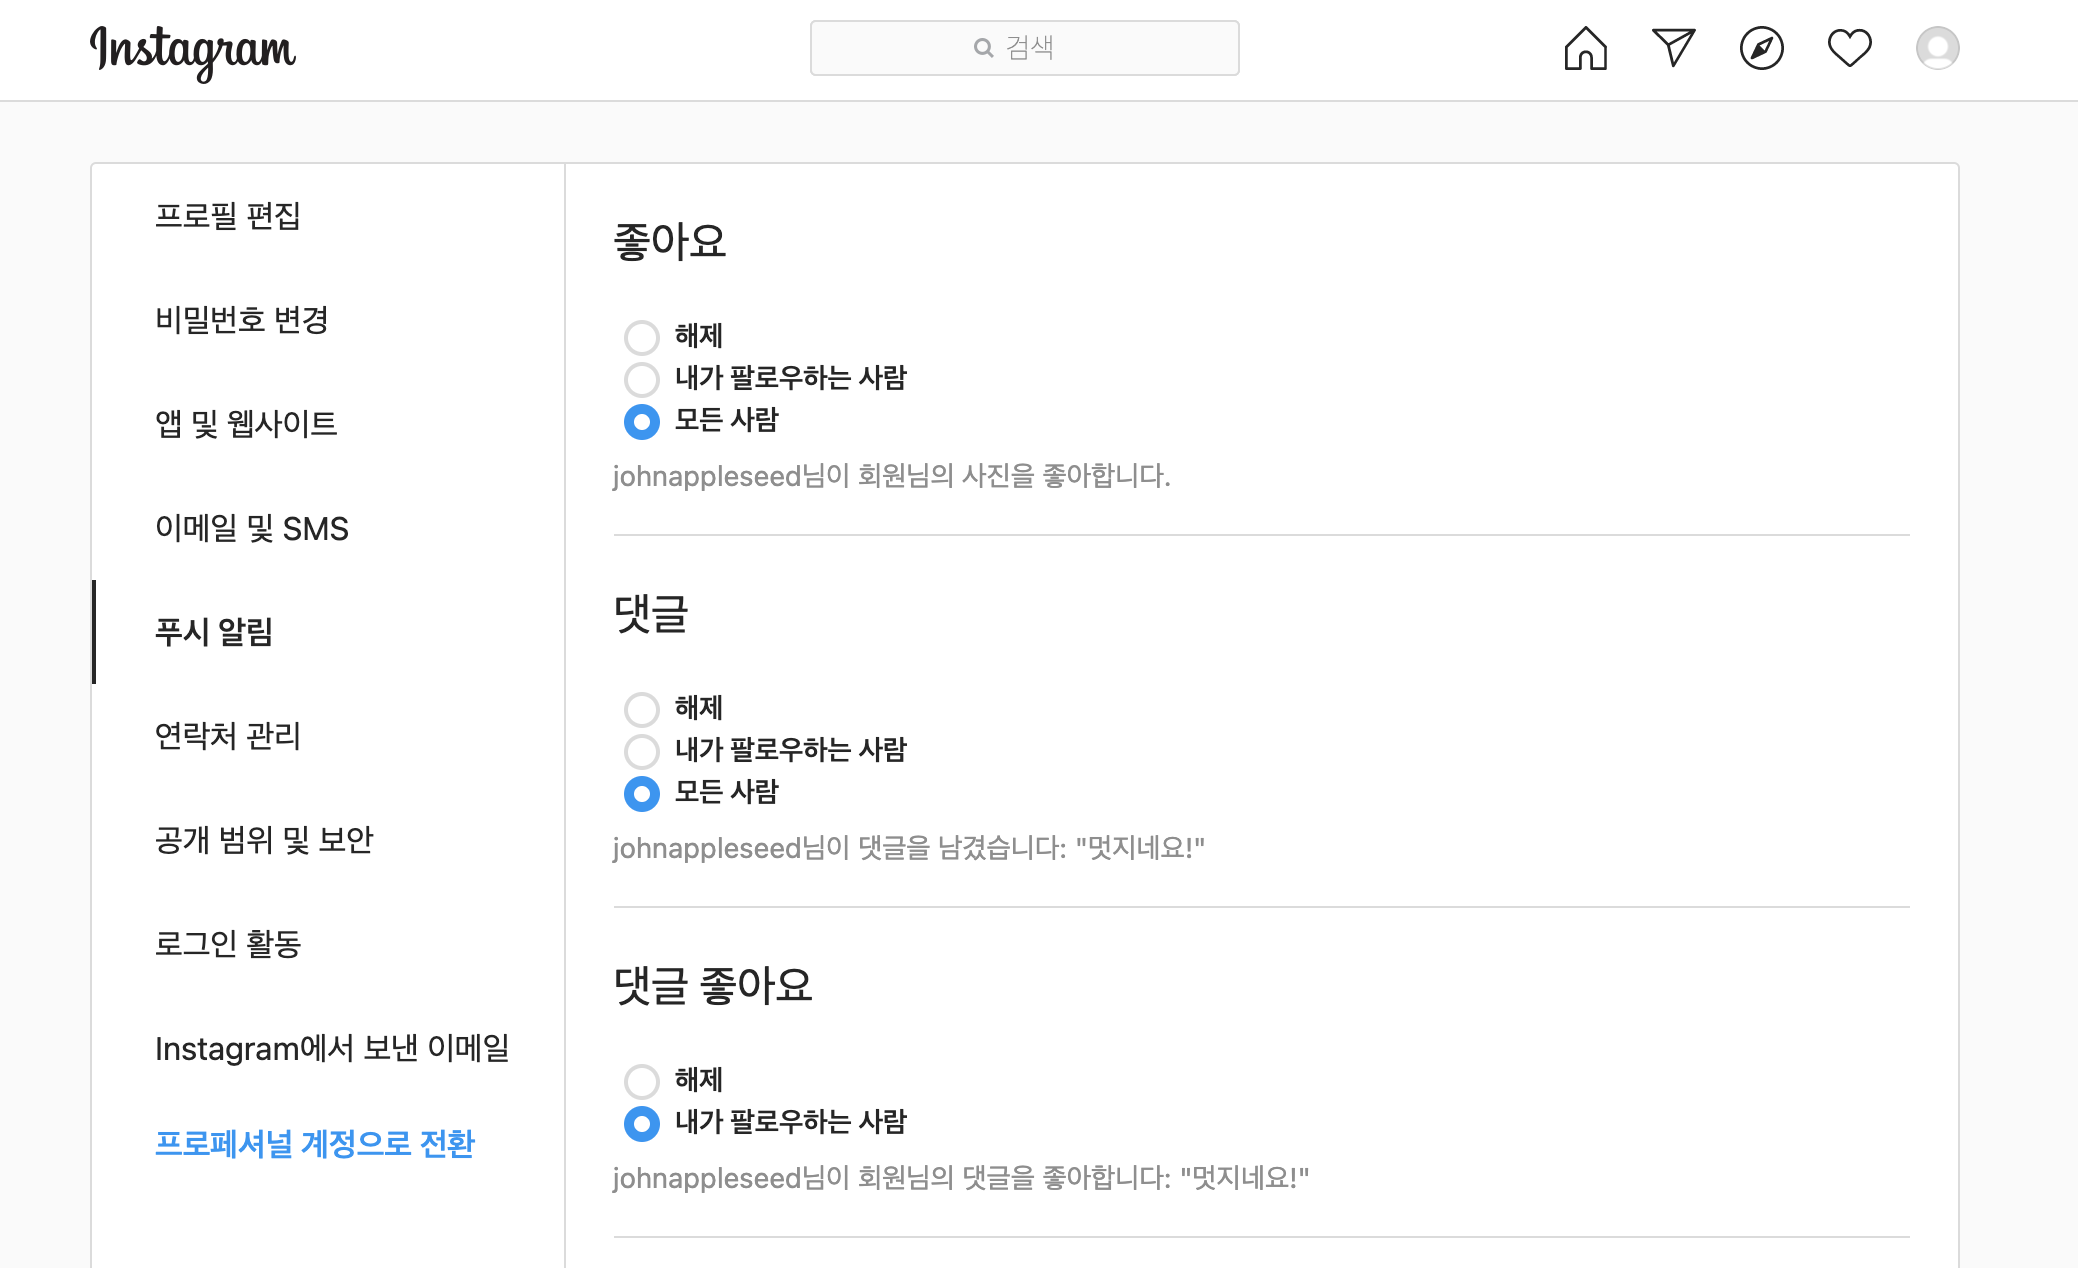 Instagram
검색
프로필 편집
비밀번호 변경
앱 및 웹사이트
이메일 및 SMS
푸시 알림
연락처 관리
공개 범위 및 보안
로그인 활동
Instagram에서 보낸 이메일
프로페셔널 계정으로 전환
좋아요
해제
내가 팔로우하는 사람
모든 사람
johnappleseed님이 회원님의 사진을 좋아합니다.
댓글
해제
내가 팔로우하는 사람
모든 사람
johnappleseed님이 댓글을 남겼습니다: "멋지네요!"
댓글 좋아요
해제
내가 팔로우하는 사람
johnappleseed님이 회원님의 댓글을 좋아합니다: "멋지네요!"